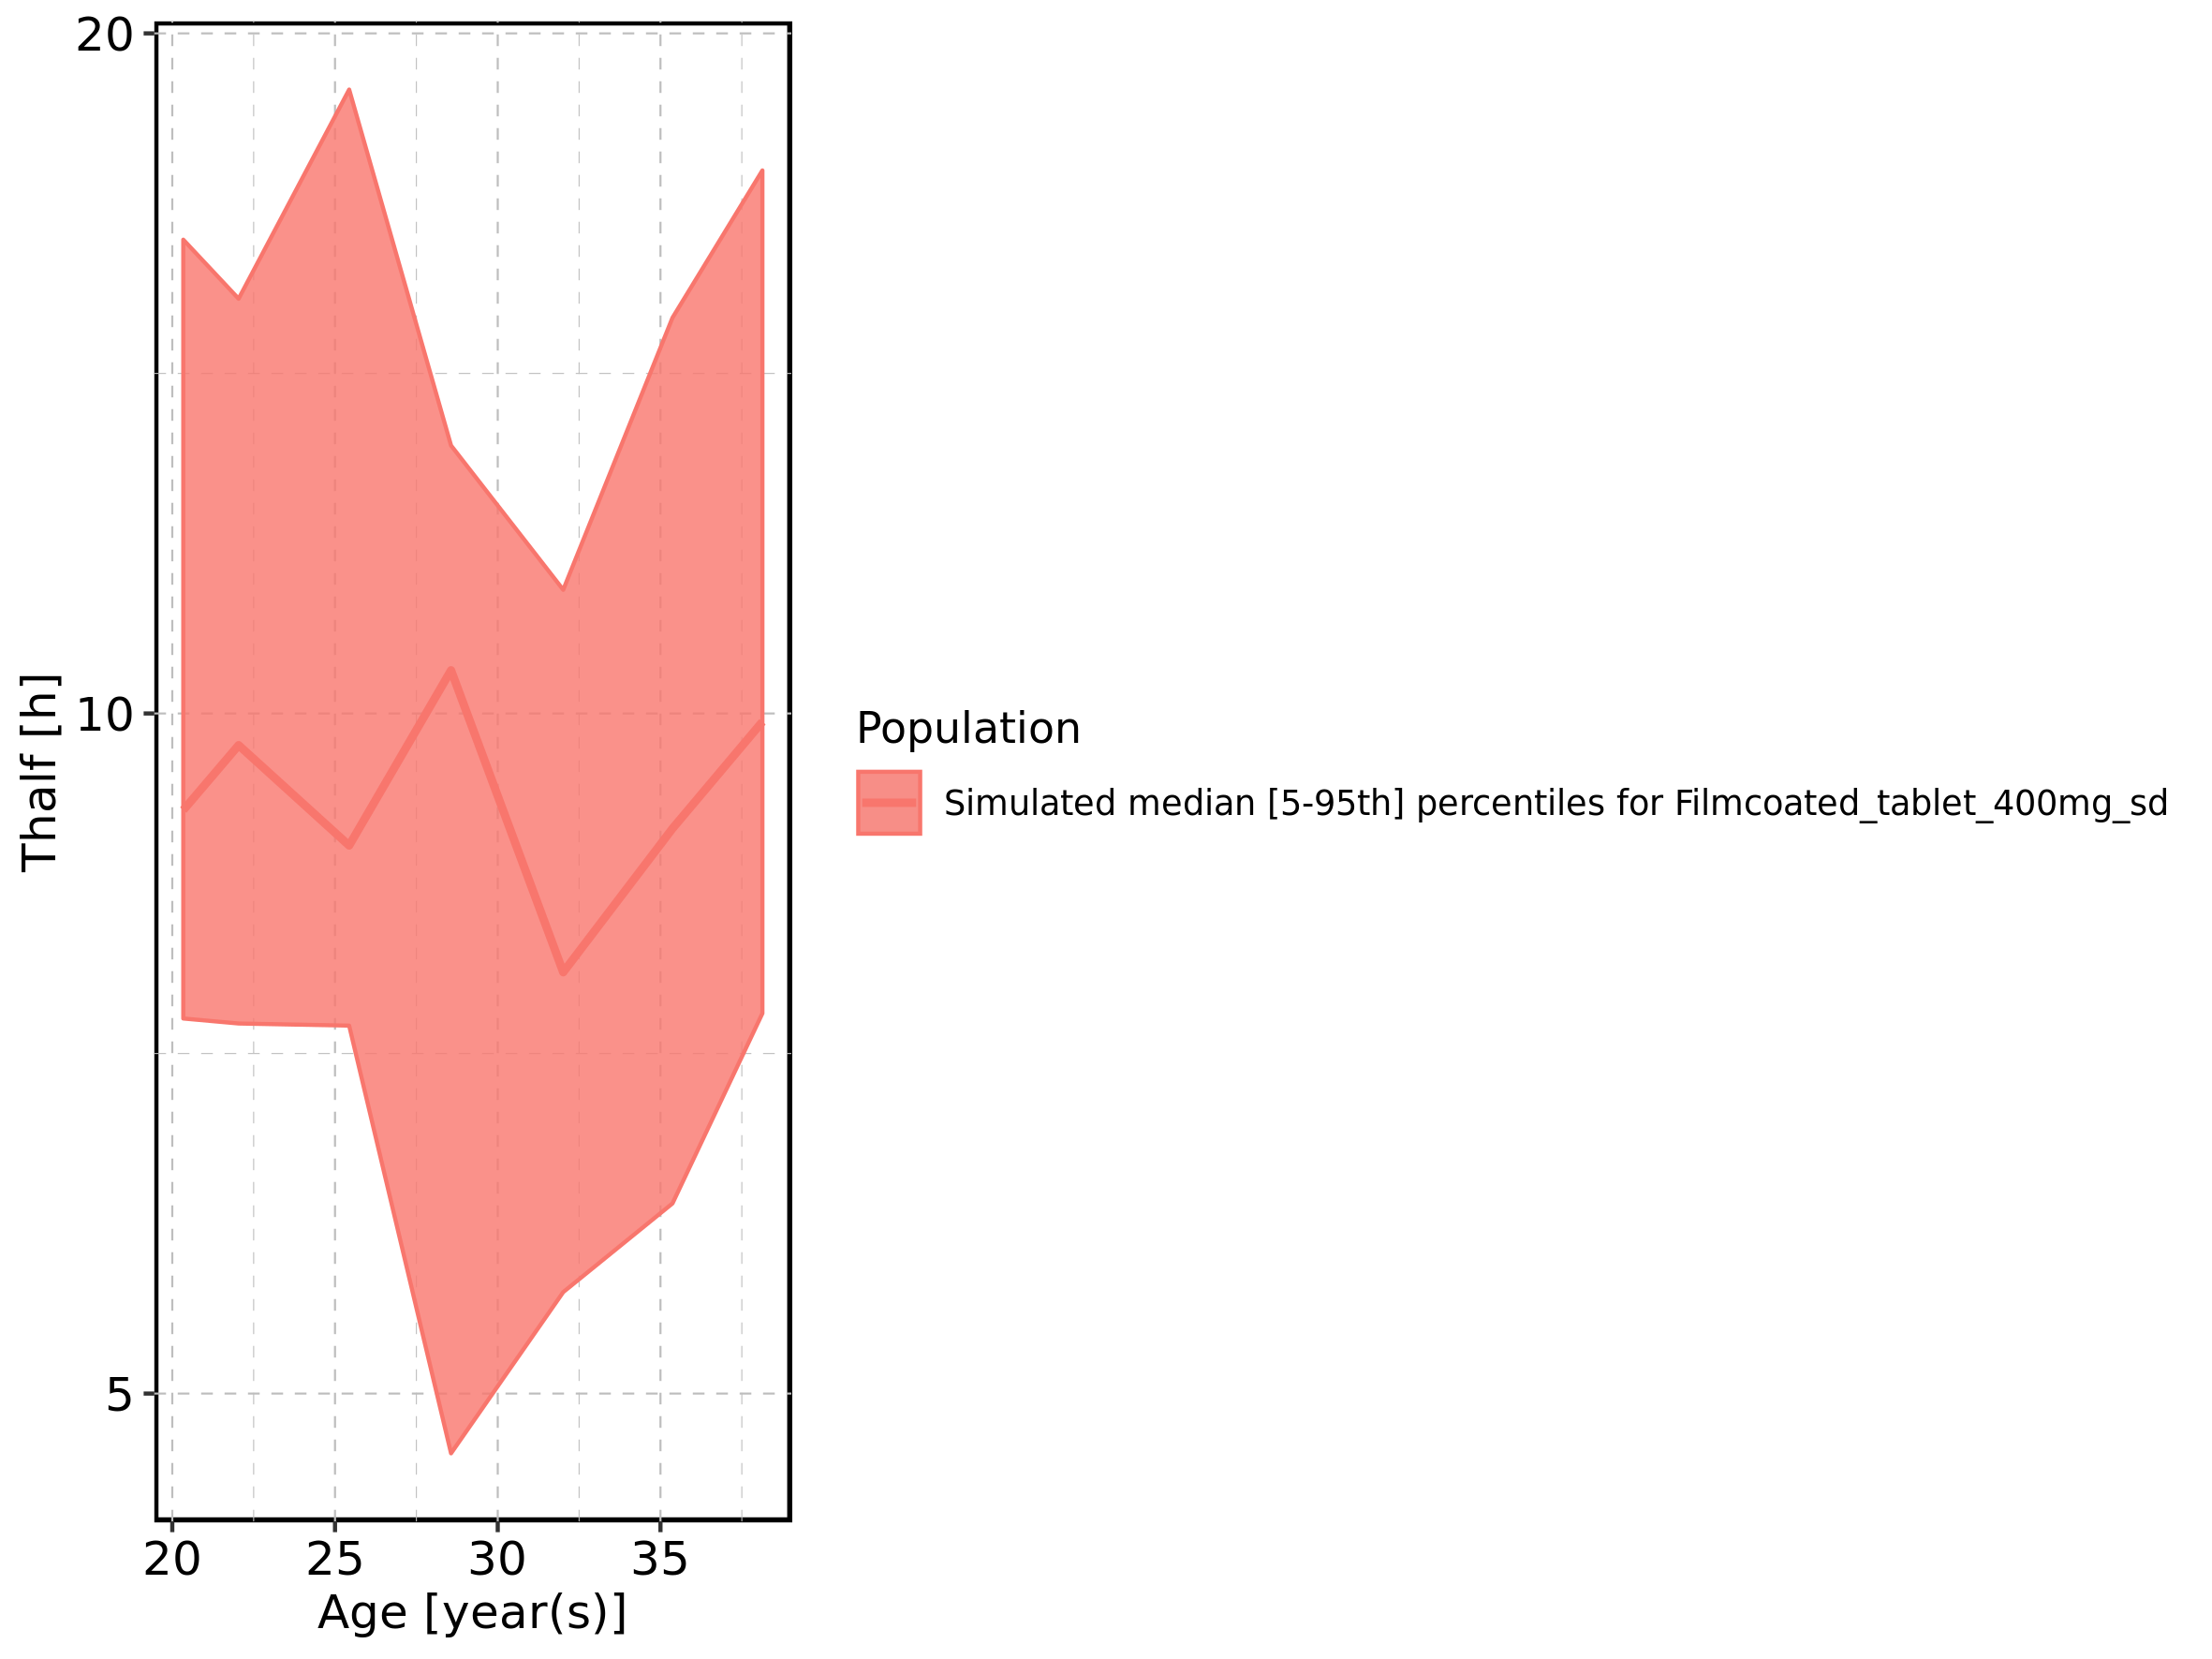 20
10
5
Thalf [h]
20 25 30 35
Age [year(s)]
Population
Simulated median [5-95th] percentiles for Filmcoated_tablet_400mg_sd